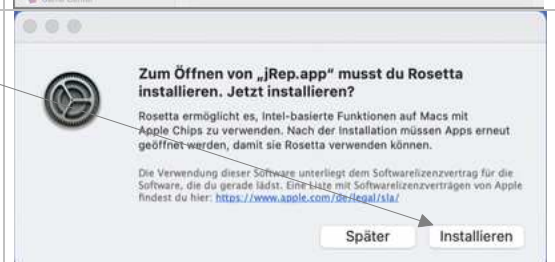 Zum Öffnen von „jRep.app“ musst du Rosetta
installieren. Jetzt installieren?
Rosetta ermöglicht es, Intel-basierte Funktionen auf Macs mit
Apple Chips zu verwenden. Nach der Installation müssen Apps erneut
geöffnet werden, damit sie Rosetta verwenden können.
Die Verwendung dieser Software unterliegt dem Softwarelizenzvertrag für die
Software, die du gerade lädst. Eine Liste mit Softwarelizenzverträgen von Apple
findest du hier: https://www.apple.com/de/legal/sla/
Später
Installieren